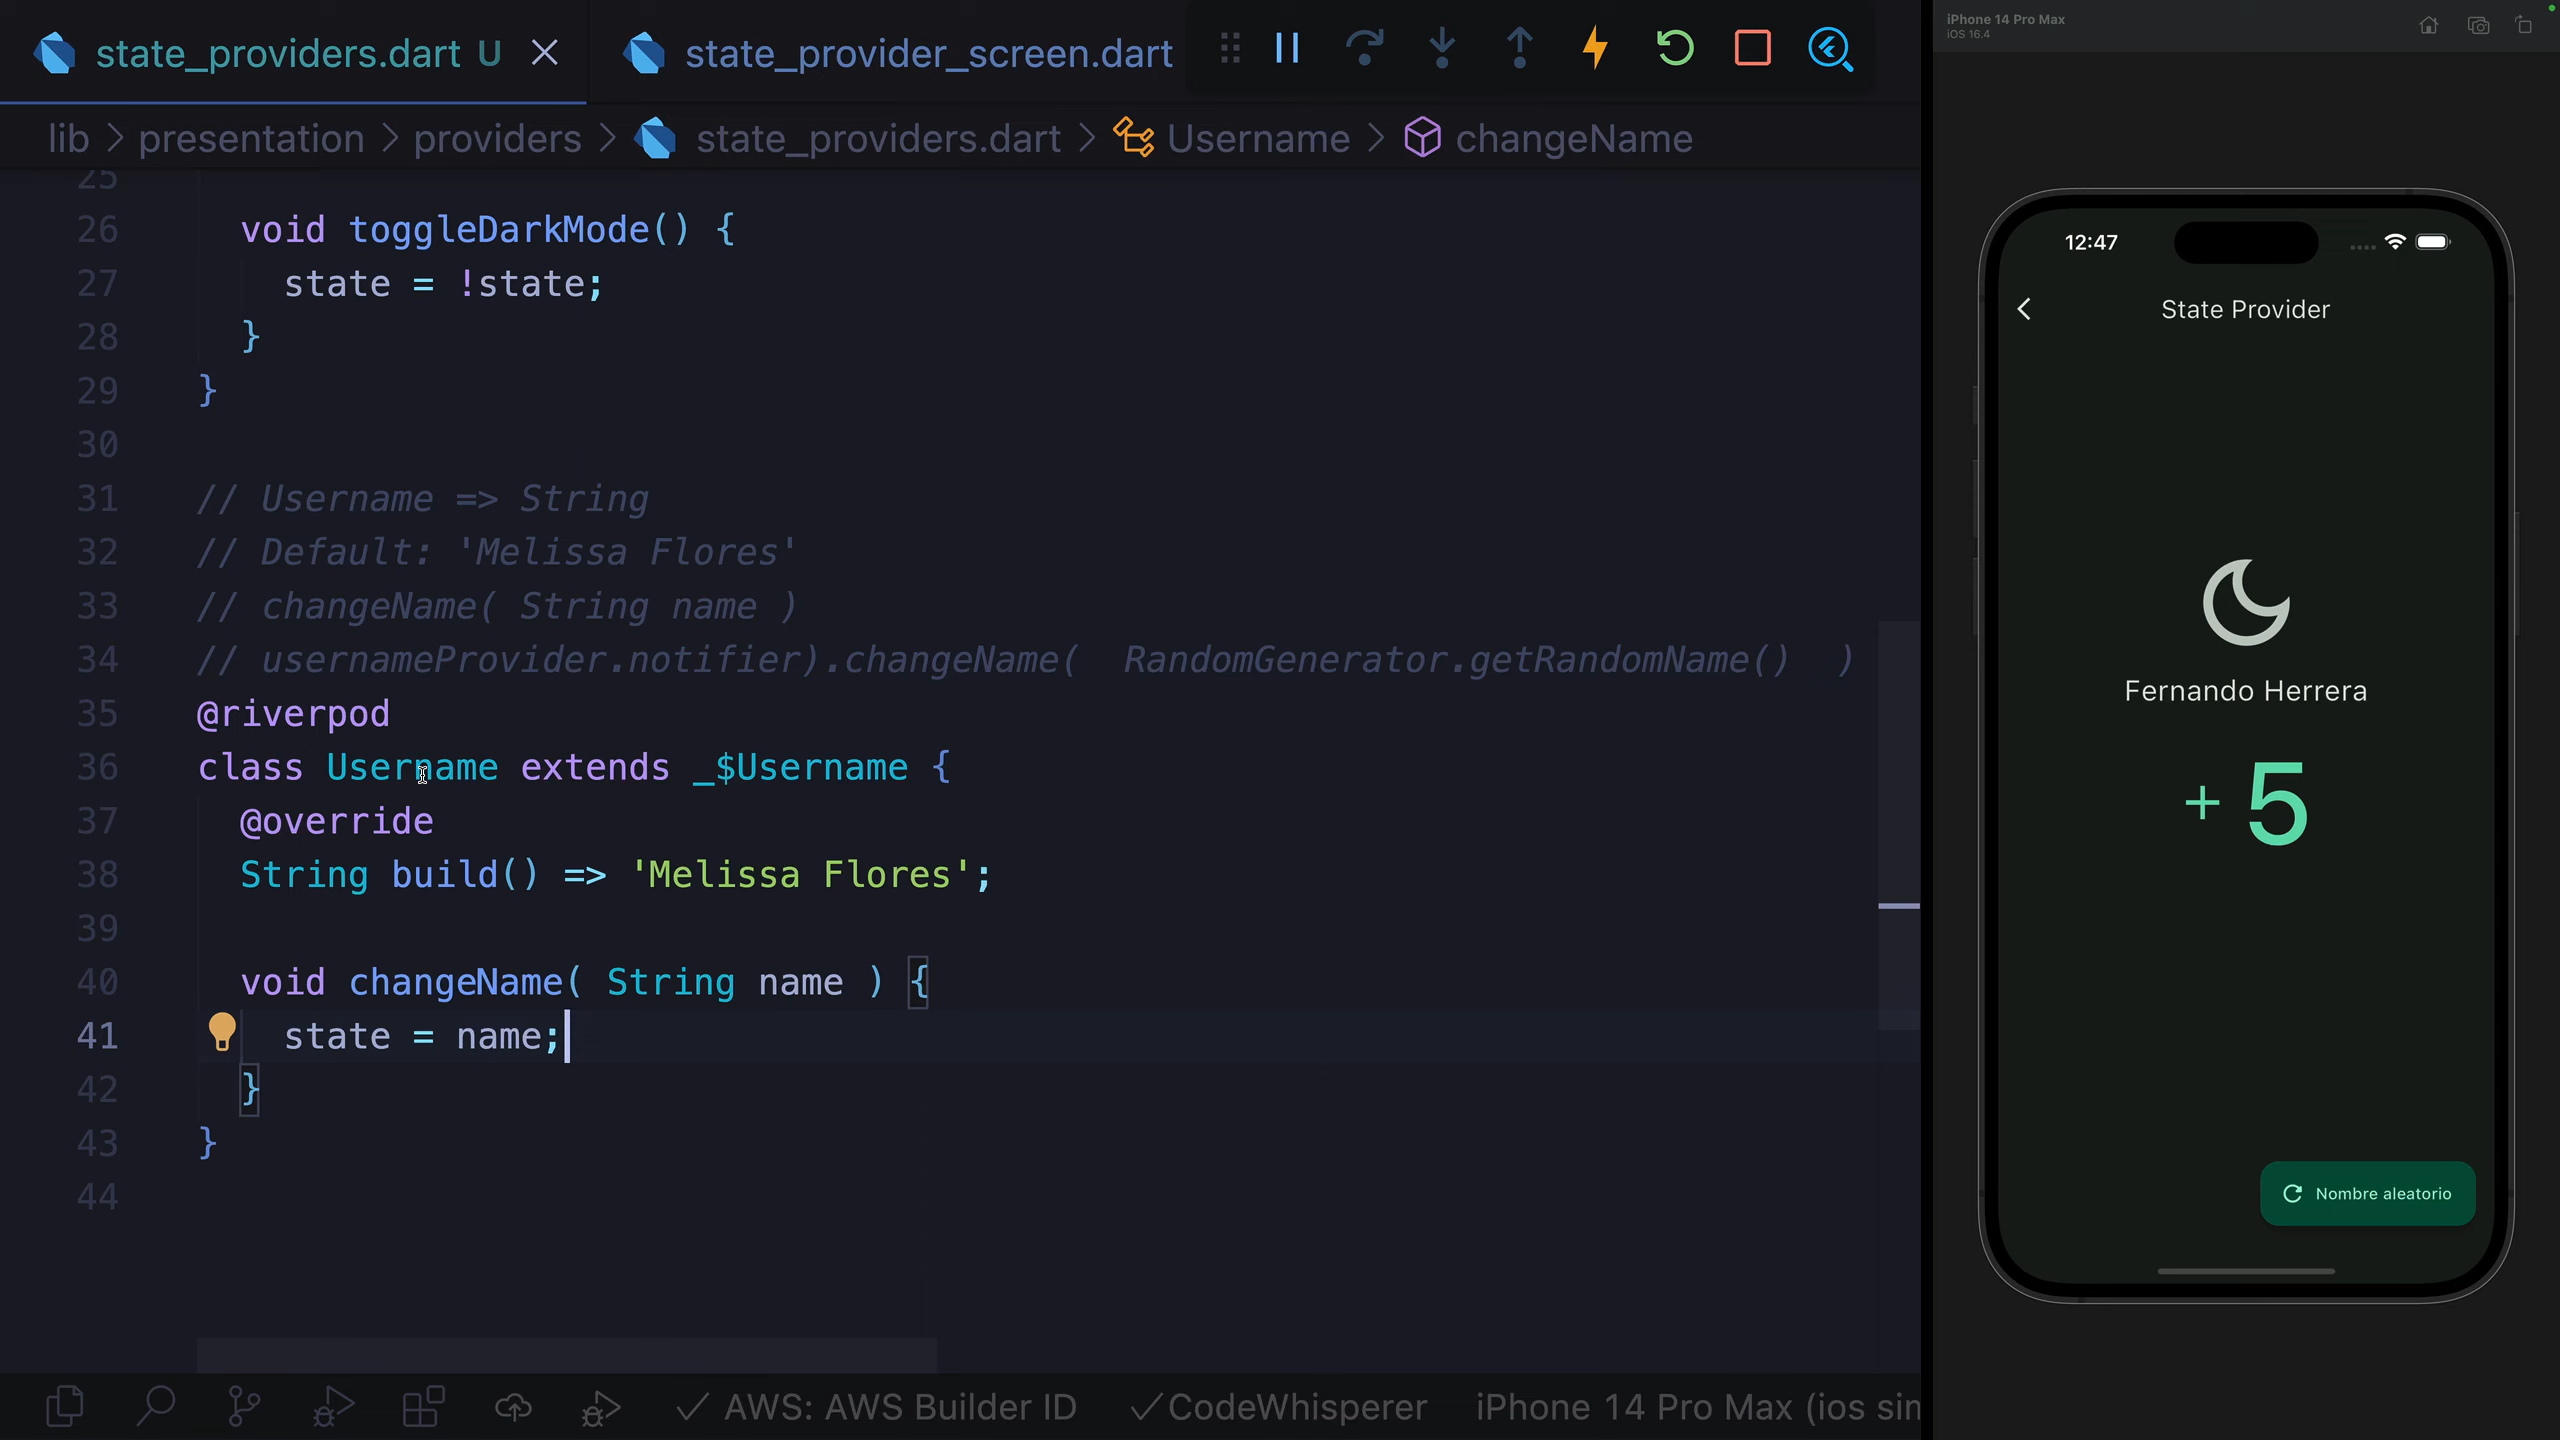 state_providers.dart U
state_provider_screen.dart
lib > presentation > providers > state_providers.dart > Username > changeName
25
26 void toggleDarkMode() {
27 state = !state;
28 }
29 }
30
31 // Username => String
32 // Default: 'Melissa Flores'
33 // changeName( String name )
34 // usernameProvider.notifier).changeName(  RandomGenerator.getRandomName()  )
35 @riverpod
36 class Username extends _$Username {
37 @override
38 String build() => 'Melissa Flores';
39
40 void changeName( String name ) {
41 state = name;
42 }
43 }
44
AWS: AWS Builder ID CodeWhisperer iPhone 14 Pro Max (ios sim
iPhone 14 Pro Max
iOS 16.4
12:47
State Provider
Fernando Herrera
+ 5
Nombre aleatorio